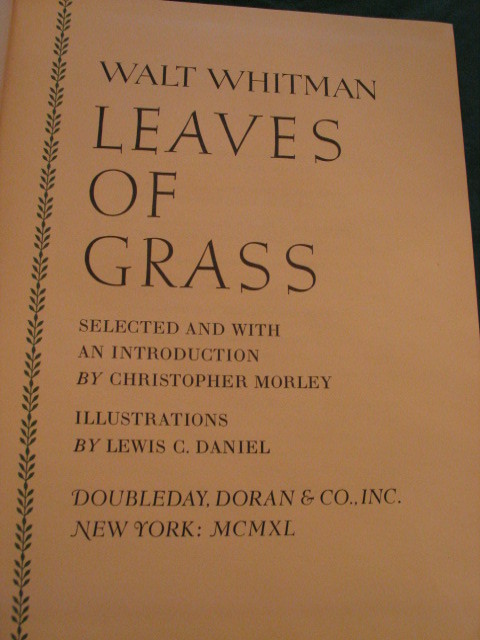 WALT WHITMAN
LEAVES
OF
GRASS
SELECTED AND WITH
AN INTRODUCTION
BY CHRISTOPHER MORLEY
ILLUSTRATIONS
BY LEWIS C. DANIEL
DOUBLEDAY, DORAN & CO., INC.
NEW YORK: MCMXL